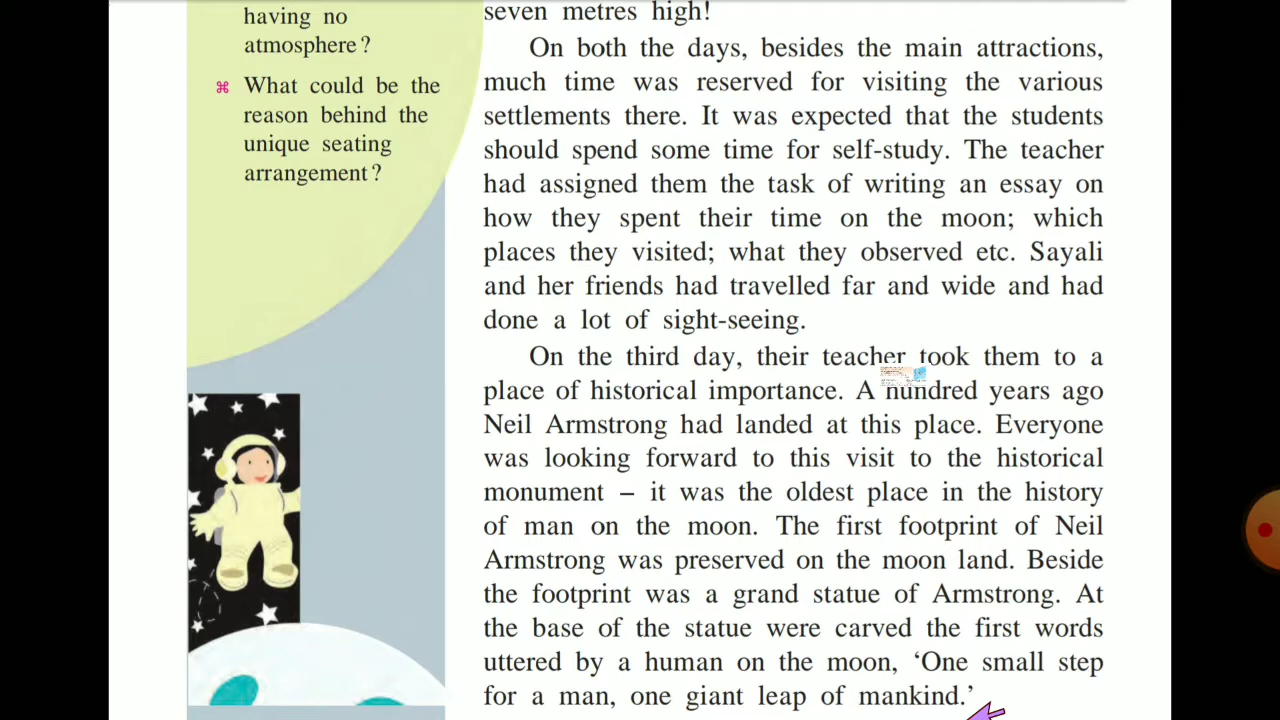 having no
atmosphere?
⌘ What could be the
reason behind the
unique seating
arrangement?
seven metres high!
On both the days, besides the main attractions,
much time was reserved for visiting the various
settlements there. It was expected that the students
should spend some time for self-study. The teacher
had assigned them the task of writing an essay on
how they spent their time on the moon; which
places they visited; what they observed etc. Sayali
and her friends had travelled far and wide and had
done a lot of sight-seeing.
On the third day, their teacher took them to a
place of historical importance. A hundred years ago
Neil Armstrong had landed at this place. Everyone
was looking forward to this visit to the historical
monument – it was the oldest place in the history
of man on the moon. The first footprint of Neil
Armstrong was preserved on the moon land. Beside
the footprint was a grand statue of Armstrong. At
the base of the statue were carved the first words
uttered by a human on the moon, ‘One small step
for a man, one giant leap of mankind.’